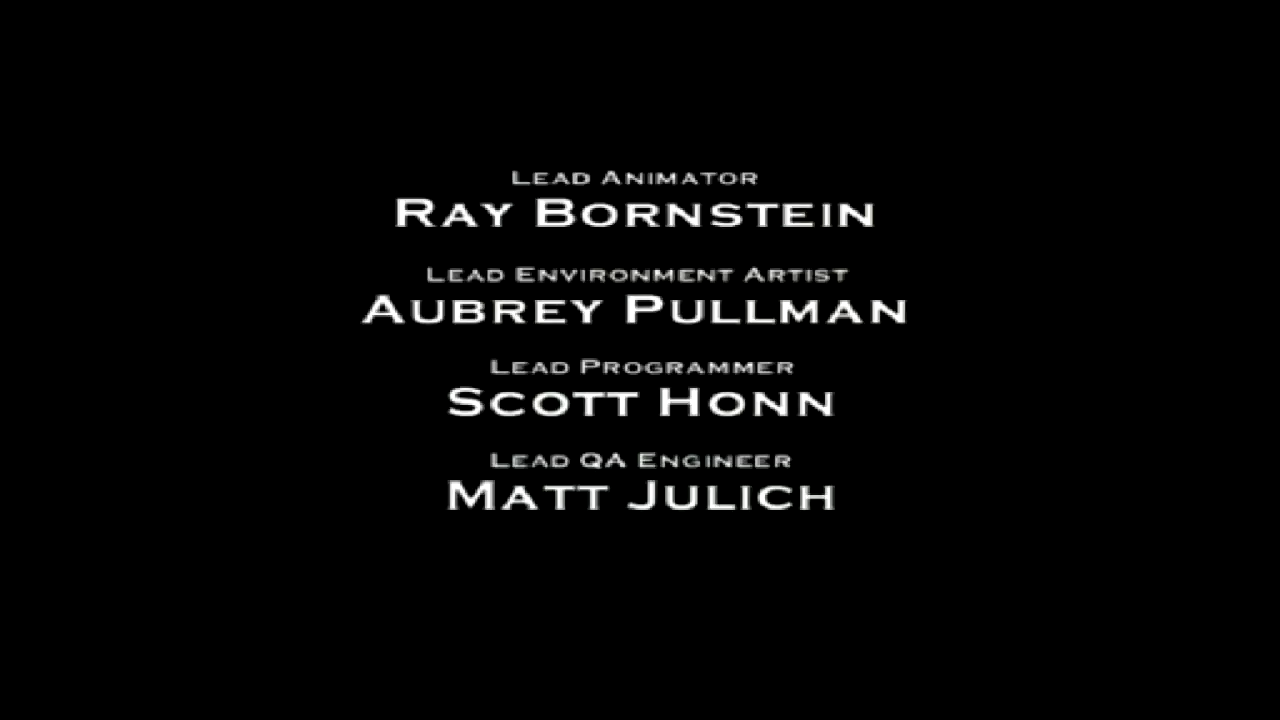 Lead Animator
Ray Bornstein
Lead Environment Artist
Aubrey Pullman
Lead Programmer
Scott Honn
Lead QA Engineer
Matt Julich